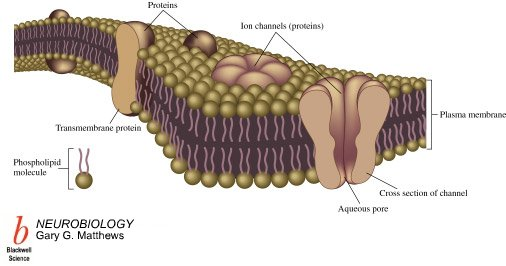 Proteins
Ion channels (proteins)
Plasma membrane
Transmembrane protein
Phospholipid
molecule
Cross section of channel
Aqueous pore
b
Blackwell
Science
NEUROBIOLOGY
Gary G. Matthews